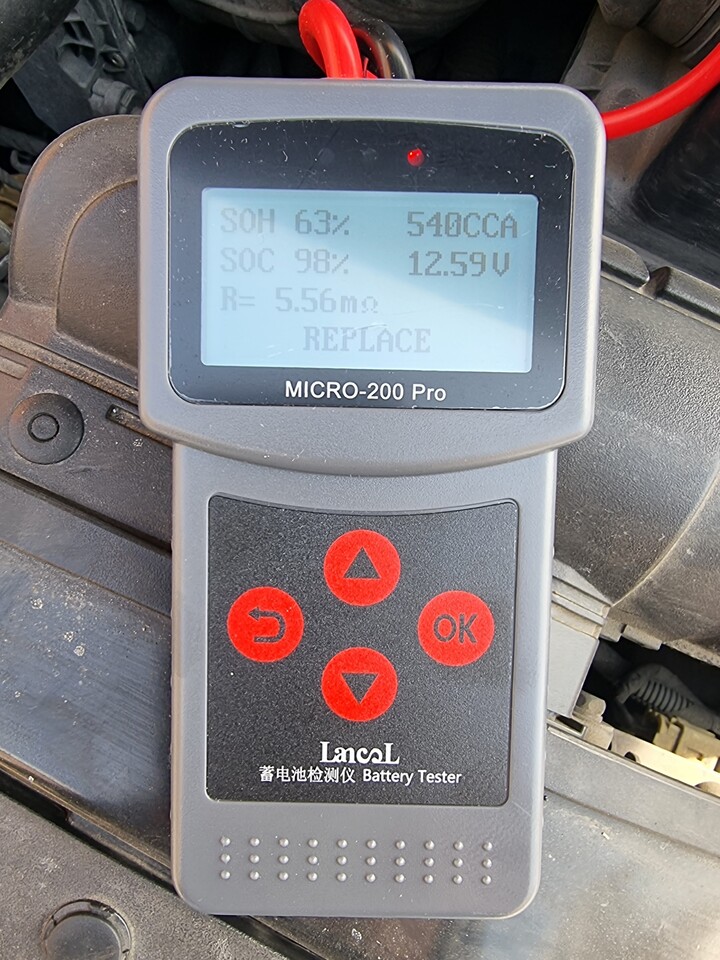 SOH 63% 540CCA
SOC 98% 12.59V
R= 5.56mΩ
REPLACE
MICRO-200 Pro
OK
LancoL
蓄电池检测仪 Battery Tester